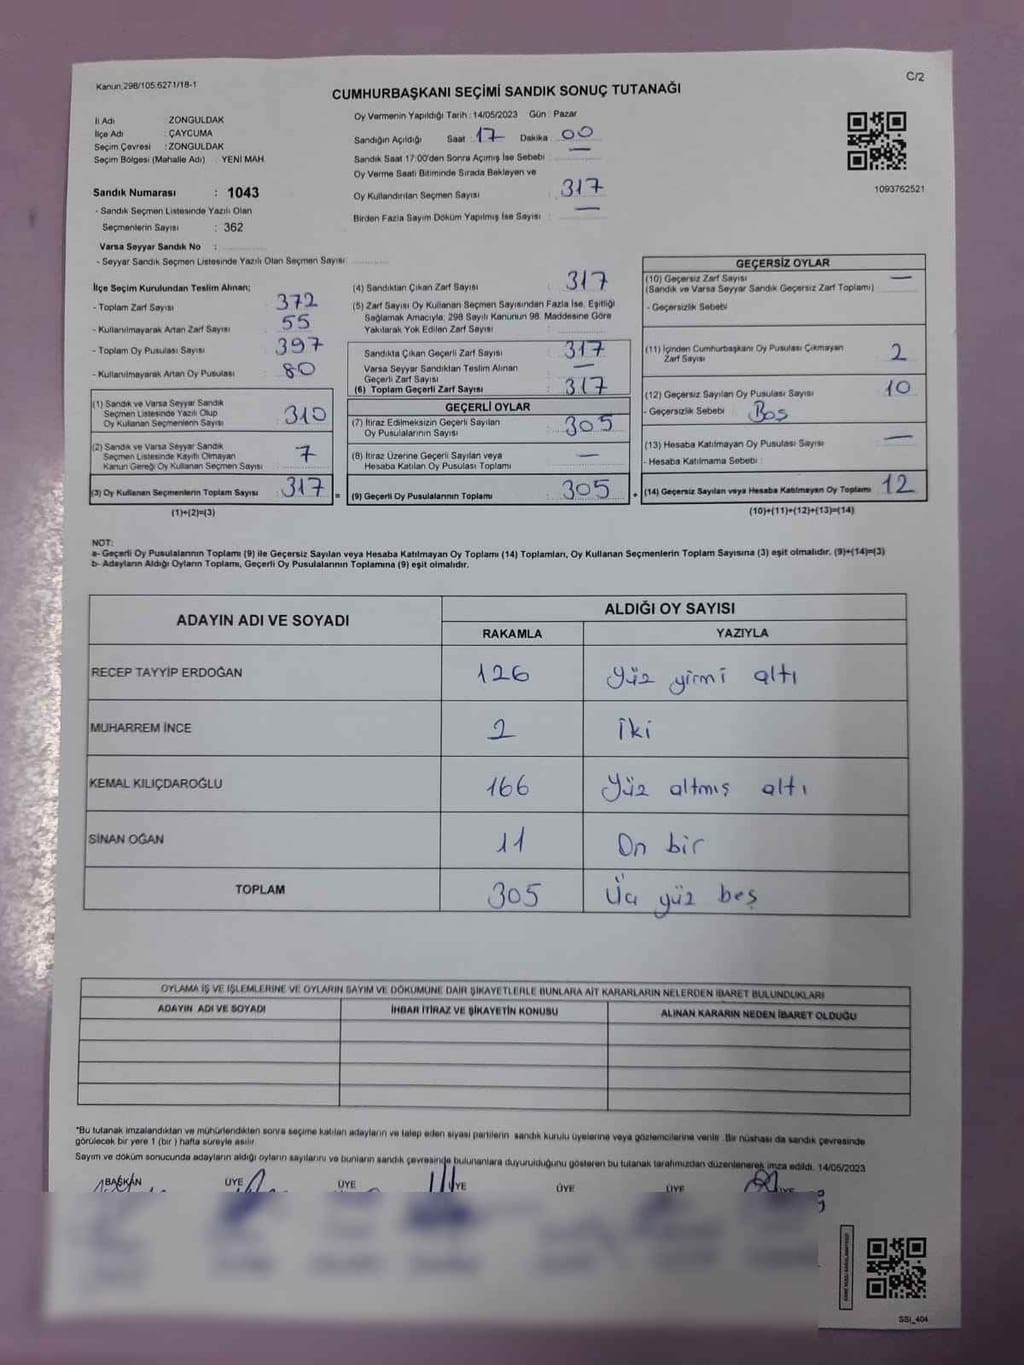 Kanun.298/105.6271/18-1
C/2
CUMHURBAŞKANI SEÇİMİ SANDIK SONUÇ TUTANAĞI
İl Adı : ZONGULDAK
İlçe Adı : ÇAYCUMA
Seçim Çevresi : ZONGULDAK
Seçim Bölgesi (Mahalle Adı) YENİ MAH.
Sandık Numarası : 1043
- Sandık Seçmen Listesinde Yazılı Olan
Seçmenlerin Sayısı : 362
Varsa Seyyar Sandık No :
- Seyyar Sandık Seçmen Listesinde Yazılı Olan Seçmen Sayısı:
Oy Vermenin Yapıldığı Tarih : 14/05/2023 Gün : Pazar
Sandığın Açıldığı Saat 17 Dakika 00
Sandık Saat 17:00'den Sonra Açımış İse Sebebi : —
Oy Verme Saati Bitiminde Sırada Bekleyen ve
Oy Kullandırılan Seçmen Sayısı : 317
Birden Fazla Sayım Döküm Yapılmış İse Sayısı : —
1093762521
İlçe Seçim Kurulundan Teslim Alınan;
- Toplam Zarf Sayısı : 372
- Kullanılmayarak Artan Zarf Sayısı : 55
- Toplam Oy Pusulası Sayısı : 397
- Kullanılmayarak Artan Oy Pusulası : 80
(1) Sandık ve Varsa Seyyar Sandık
Seçmen Listesinde Yazılı Olup
Oy Kullanan Seçmenlerin Sayısı : 310
(2) Sandık ve Varsa Seyyar Sandık
Seçmen Listesinde Kayıtlı Olmayan
Kanun Gereği Oy Kullanan Seçmen Sayısı : 7
(3) Oy Kullanan Seçmenlerin Toplam Sayısı : 317
(1)+(2)=(3)
(4) Sandıktan Çıkan Zarf Sayısı : 317
(5) Zarf Sayısı Oy Kullanan Seçmen Sayısından Fazla İse, Eşitliği
Sağlamak Amacıyla, 298 Sayılı Kanunun 98. Maddesine Göre
Yakılarak Yok Edilen Zarf Sayısı :
Sandıkta Çıkan Geçerli Zarf Sayısı : 317
Varsa Seyyar Sandıktan Teslim Alınan
Geçerli Zarf Sayısı : —
(6) Toplam Geçerli Zarf Sayısı : 317
GEÇERLİ OYLAR
(7) İtiraz Edilmeksizin Geçerli Sayılan
Oy Pusulalarının Sayısı : 305
(8) İtiraz Üzerine Geçerli Sayılan veya
Hesaba Katılan Oy Pusulası Toplamı : —
= (9) Geçerli Oy Pusulalarının Toplamı : 305 +
GEÇERSİZ OYLAR
(10) Geçersiz Zarf Sayısı : —
(Sandık ve Varsa Seyyar Sandık Geçersiz Zarf Toplamı)
- Geçersizlik Sebebi :
(11) İçinden Cumhurbaşkanı Oy Pusulası Çıkmayan
Zarf Sayısı : 2
(12) Geçersiz Sayılan Oy Pusulası Sayısı : 10
- Geçersizlik Sebebi : Boş
(13) Hesaba Katılmayan Oy Pusulası Sayısı : —
- Hesaba Katılmama Sebebi :
(14) Geçersiz Sayılan veya Hesaba Katılmayan Oy Toplamı : 12
(10)+(11)+(12)+(13)=(14)
NOT:
a- Geçerli Oy Pusulalarının Toplamı (9) ile Geçersiz Sayılan veya Hesaba Katılmayan Oy Toplamı (14) Toplamları, Oy Kullanan Seçmenlerin Toplam Sayısına (3) eşit olmalıdır. (9)+(14)=(3)
b- Adayların Aldığı Oyların Toplamı, Geçerli Oy Pusulalarının Toplamına (9) eşit olmalıdır.
ADAYIN ADI VE SOYADI
ALDIĞI OY SAYISI
RAKAMLA YAZIYLA
RECEP TAYYİP ERDOĞAN 126 Yüz yirmi altı
MUHARREM İNCE 2 İki
KEMAL KILIÇDAROĞLU 166 Yüz altmış altı
SİNAN OĞAN 11 On bir
TOPLAM 305 Üç yüz beş
OYLAMA İŞ VE İŞLEMLERİNE VE OYLARIN SAYIM VE DÖKÜMÜNE DAİR ŞİKAYETLERLE BUNLARA AİT KARARLARIN NELERDEN İBARET BULUNDUKLARI
ADAYIN ADI VE SOYADI İHBAR İTİRAZ VE ŞİKAYETİN KONUSU ALINAN KARARIN NEDEN İBARET OLDUĞU
*Bu tutanak imzalandıktan ve mühürlendikten sonra seçime katılan adayların ve talep eden siyasi partilerin sandık kurulu üyelerine veya gözlemcilerine verilir. Bir nüshası da sandık çevresinde
görülecek bir yere 1 (bir ) hafta süreyle asılır.
Sayım ve döküm sonucunda adayların aldığı oyların sayılarını ve bunların sandık çevresinde bulunanlara duyurulduğunu gösteren bu tutanak tarafımızdan düzenlenerek imza edildi. 14/05/2023
BAŞKAN ÜYE ÜYE ÜYE ÜYE ÜYE ÜYE
SSI_404